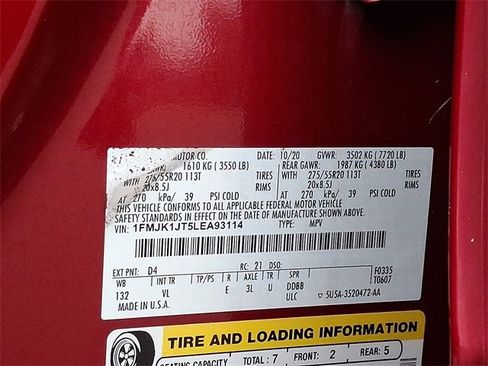 MOTOR CO. DATE: 10/20 GVWR: 3502 KG ( 7720 LB)
1610 KG ( 3550 LB) REAR GAWR: 1987 KG ( 4380 LB)
WITH 275/55R20 113T TIRES WITH 275/55R20 113T TIRES
20x8.5J RIMS 20x8.5J RIMS
AT 270 kPa/ 39 PSI COLD AT 270 kPa/ 39 PSI COLD
THIS VEHICLE CONFORMS TO ALL APPLICABLE FEDERAL MOTOR VEHICLE
SAFETY STANDARDS IN EFFECT ON THE DATE OF MANUFACTURE SHOWN ABOVE.
VIN: 1FMJK1JT5LEA93114 TYPE: MPV
EXT PNT: D4 RC: 21 DSO: F0335
WB INT TR TP/PS R AXLE TR SPR T0607
132 VL E 3L U DDBB
MADE IN U.S.A. ULC 5U5A-3520472-AA
TIRE AND LOADING INFORMATION
SEATING CAPACITY TOTAL : 7 FRONT: 2 REAR: 5